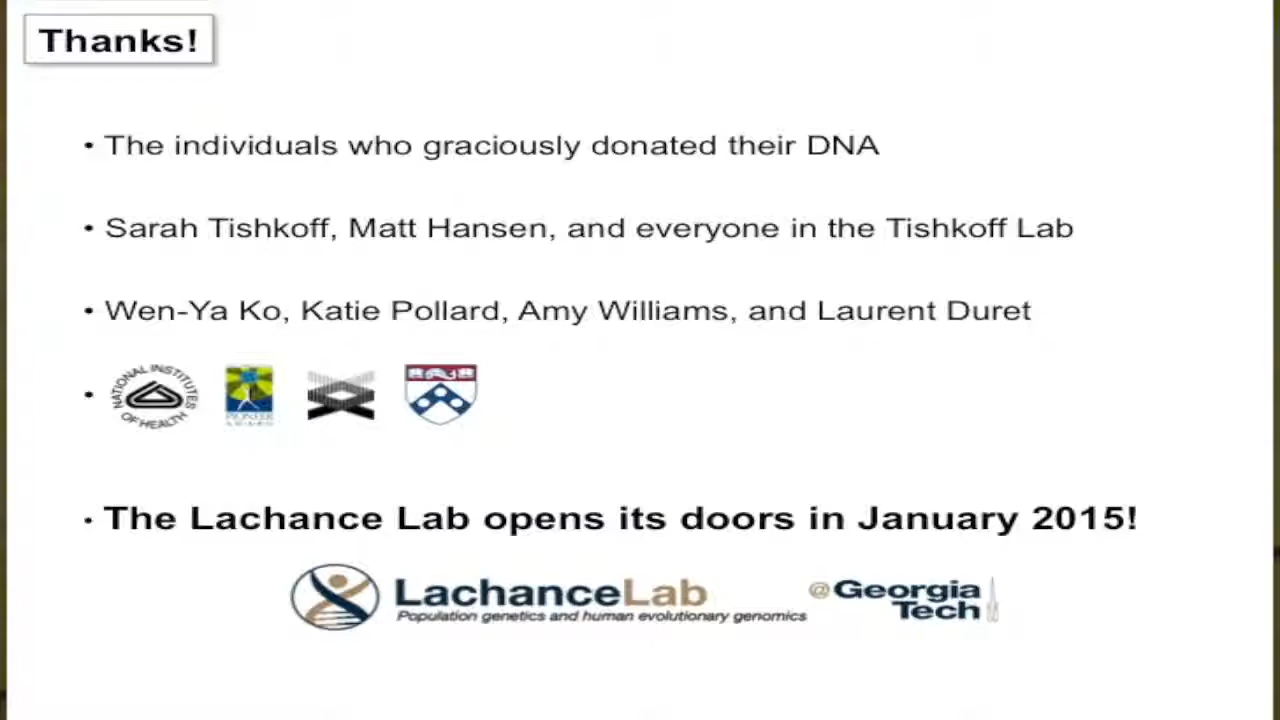 Thanks!
• The individuals who graciously donated their DNA
• Sarah Tishkoff, Matt Hansen, and everyone in the Tishkoff Lab
• Wen-Ya Ko, Katie Pollard, Amy Williams, and Laurent Duret
• NATIONAL INSTITUTES OF HEALTH PIONEER AWARD
• The Lachance Lab opens its doors in January 2015!
LachanceLab @Georgia Tech
Population genetics and human evolutionary genomics